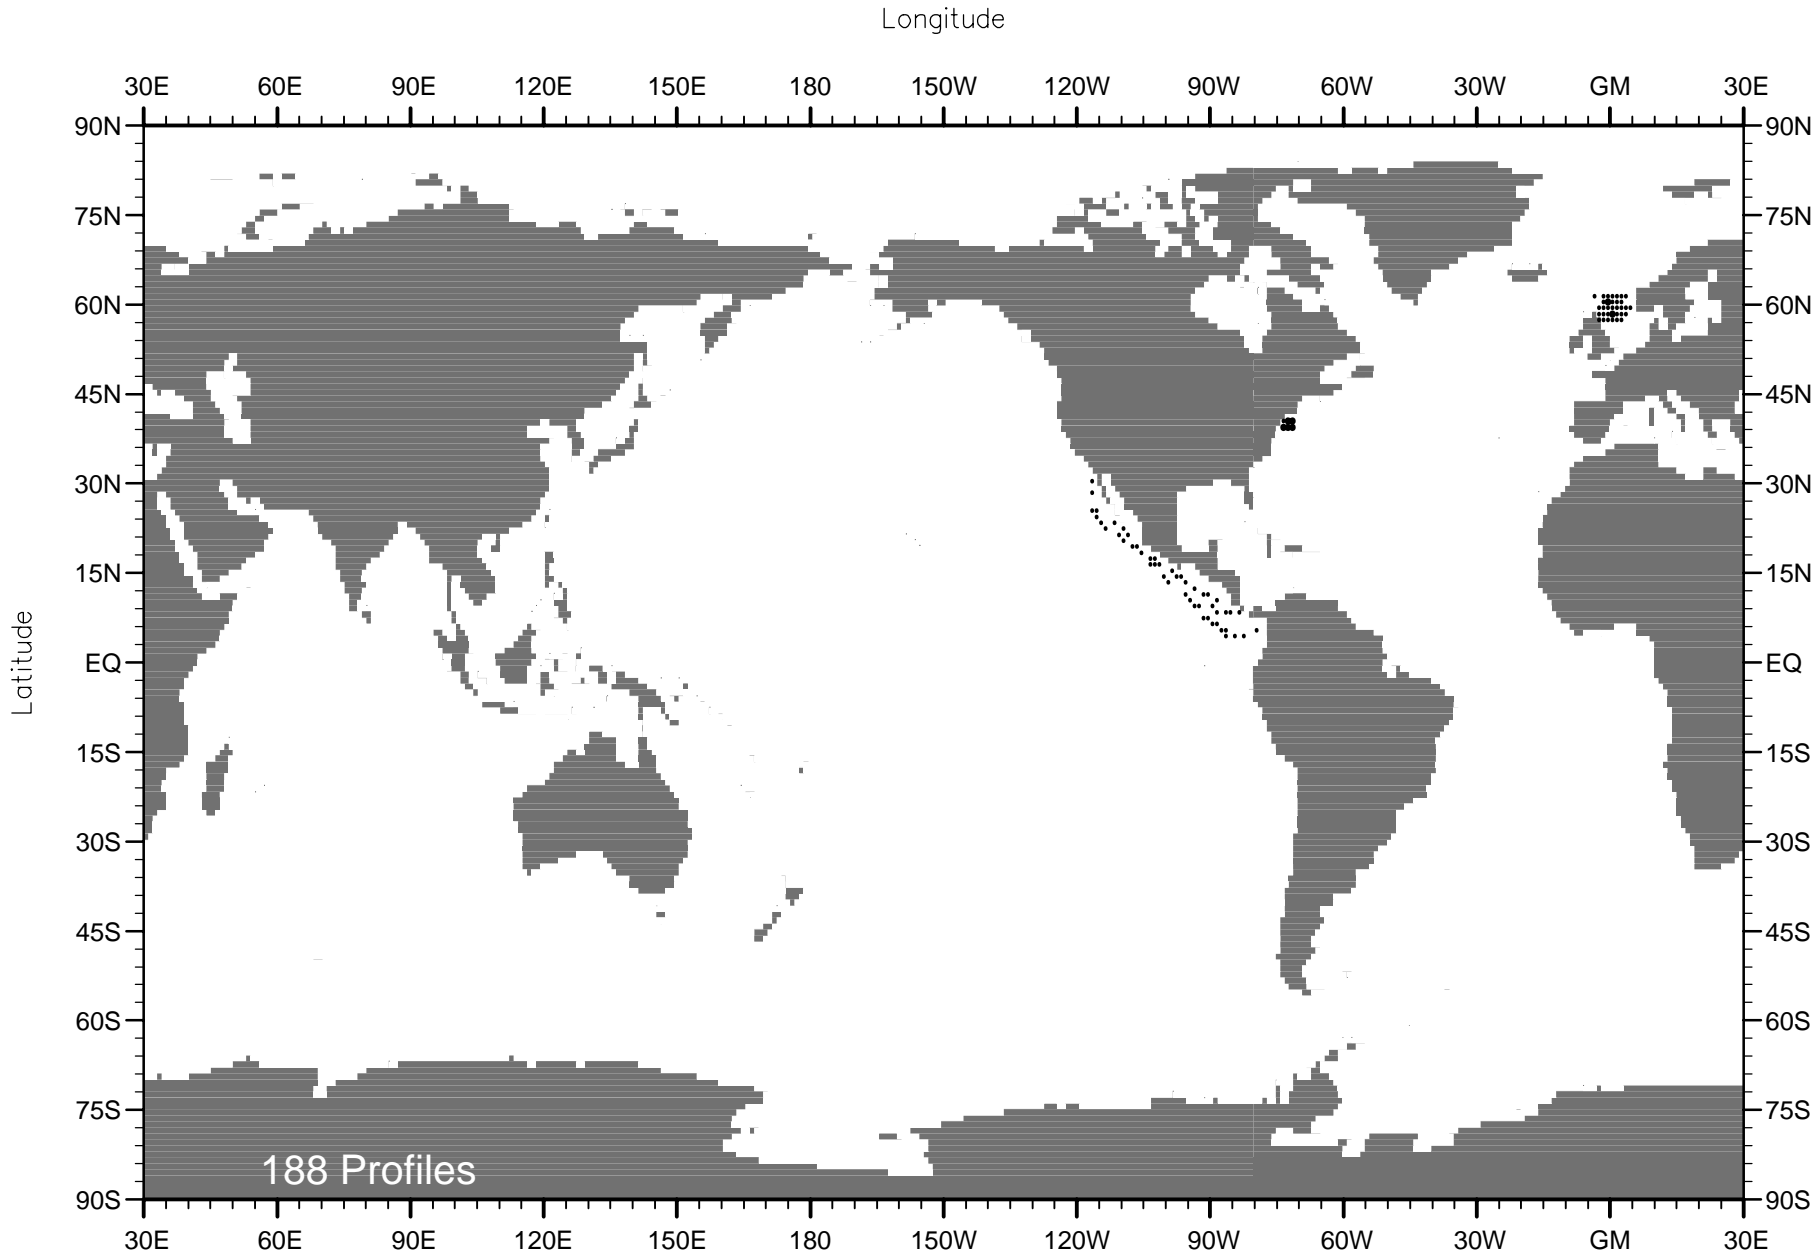 Longitude
30E 60E 90E 120E 150E 180 150W 120W 90W 60W 30W GM 30E
90N 90N
75N 75N
60N 60N
45N 45N
30N 30N
15N 15N
EQ EQ
Latitude
15S 15S
30S 30S
45S 45S
60S 60S
75S 75S
188 Profiles
90S 90S
30E 60E 90E 120E 150E 180 150W 120W 90W 60W 30W GM 30E